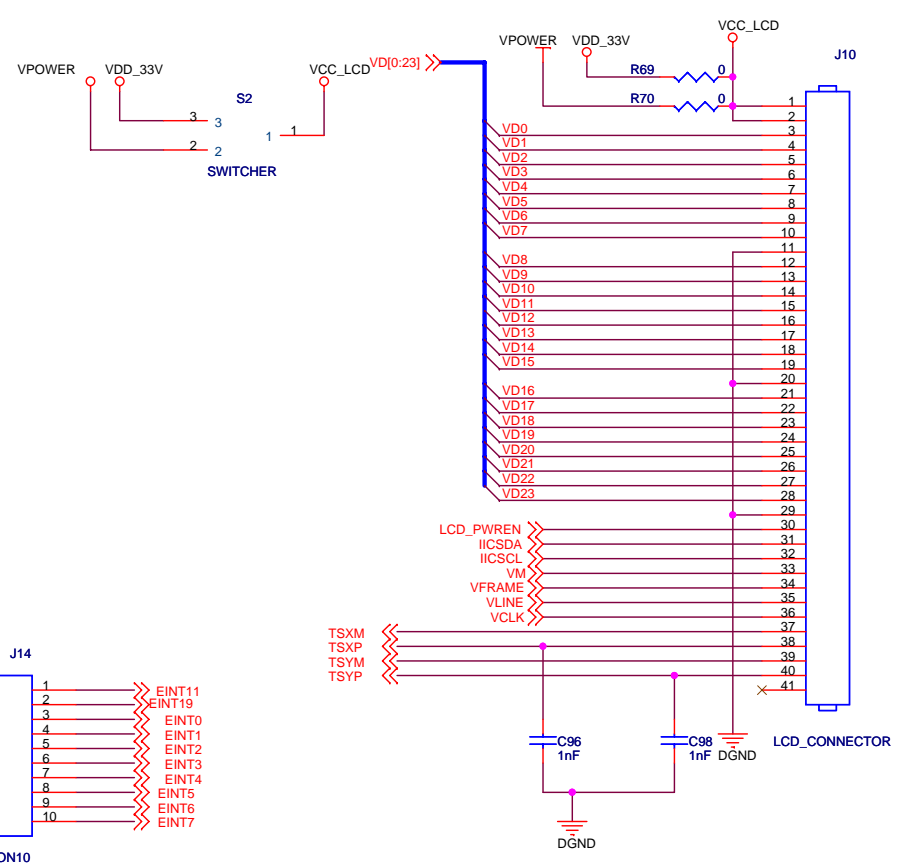 VPOWER
VDD_33V
S2
VCC_LCD
3
3
2
2
1
1
SWITCHER
VD[0:23]
VPOWER
VDD_33V
VCC_LCD
R69
0
R70
0
J10
1
2
VD0
3
VD1
4
VD2
5
VD3
6
VD4
7
VD5
8
VD6
9
VD7
10
11
VD8
12
VD9
13
VD10
14
VD11
15
VD12
16
VD13
17
VD14
18
VD15
19
20
VD16
21
VD17
22
VD18
23
VD19
24
VD20
25
VD21
26
VD22
27
VD23
28
29
LCD_PWREN
30
IICSDA
31
IICSCL
32
VM
33
VFRAME
34
VLINE
35
VCLK
36
TSXM
37
TSXP
38
TSYM
39
TSYP
40
41
C96
1nF
C98
1nF
DGND
DGND
LCD_CONNECTOR
J14
1
EINT11
2
EINT19
3
EINT0
4
EINT1
5
EINT2
6
EINT3
7
EINT4
8
EINT5
9
EINT6
10
EINT7
ON10